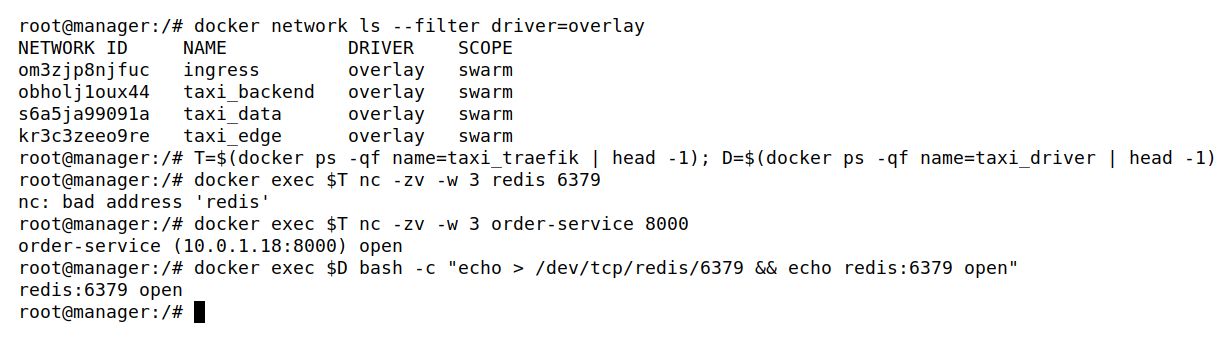 root@manager:/# docker network ls --filter driver=overlay
NETWORK ID     NAME           DRIVER    SCOPE
om3zjp8njfuc   ingress        overlay   swarm
obholj1oux44   taxi_backend   overlay   swarm
s6a5ja99091a   taxi_data      overlay   swarm
kr3c3zeeo9re   taxi_edge      overlay   swarm
root@manager:/# T=$(docker ps -qf name=taxi_traefik | head -1); D=$(docker ps -qf name=taxi_driver | head -1)
root@manager:/# docker exec $T nc -zv -w 3 redis 6379
nc: bad address 'redis'
root@manager:/# docker exec $T nc -zv -w 3 order-service 8000
order-service (10.0.1.18:8000) open
root@manager:/# docker exec $D bash -c "echo > /dev/tcp/redis/6379 && echo redis:6379 open"
redis:6379 open
root@manager:/#